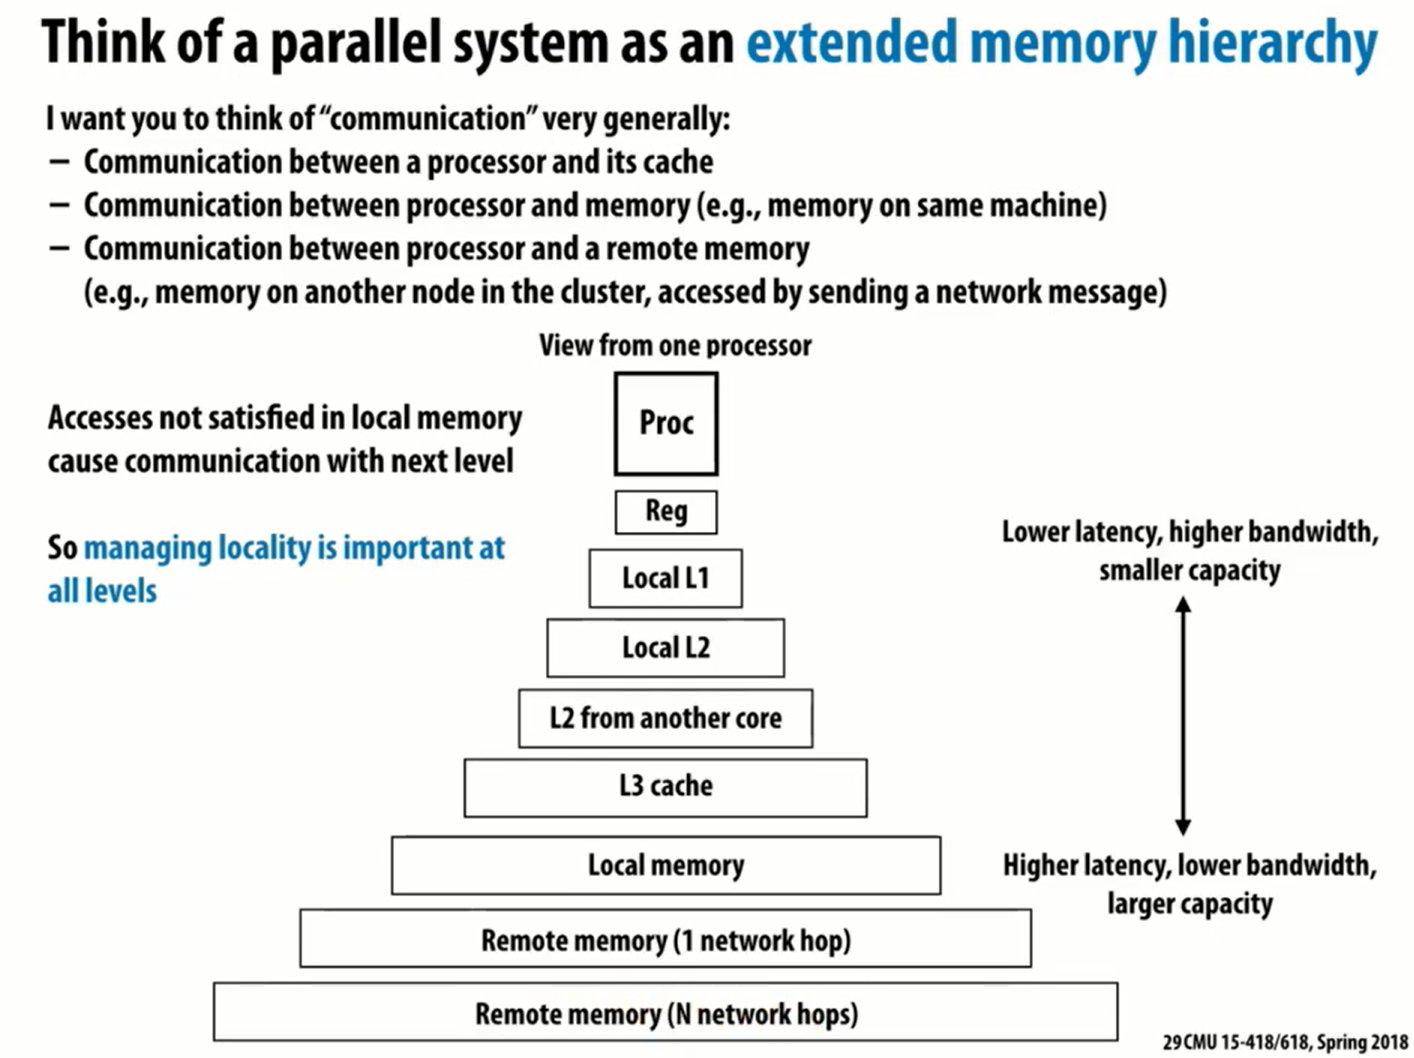 Think of a parallel system as an extended memory hierarchy
I want you to think of “communication” very generally:
– Communication between a processor and its cache
– Communication between processor and memory (e.g., memory on same machine)
– Communication between processor and a remote memory
(e.g., memory on another node in the cluster, accessed by sending a network message)
View from one processor
Accesses not satisfied in local memory
cause communication with next level
So managing locality is important at
all levels
Proc
Reg
Local L1
Local L2
L2 from another core
L3 cache
Local memory
Remote memory (1 network hop)
Remote memory (N network hops)
Lower latency, higher bandwidth,
smaller capacity
Higher latency, lower bandwidth,
larger capacity
29 CMU 15-418/618, Spring 2018